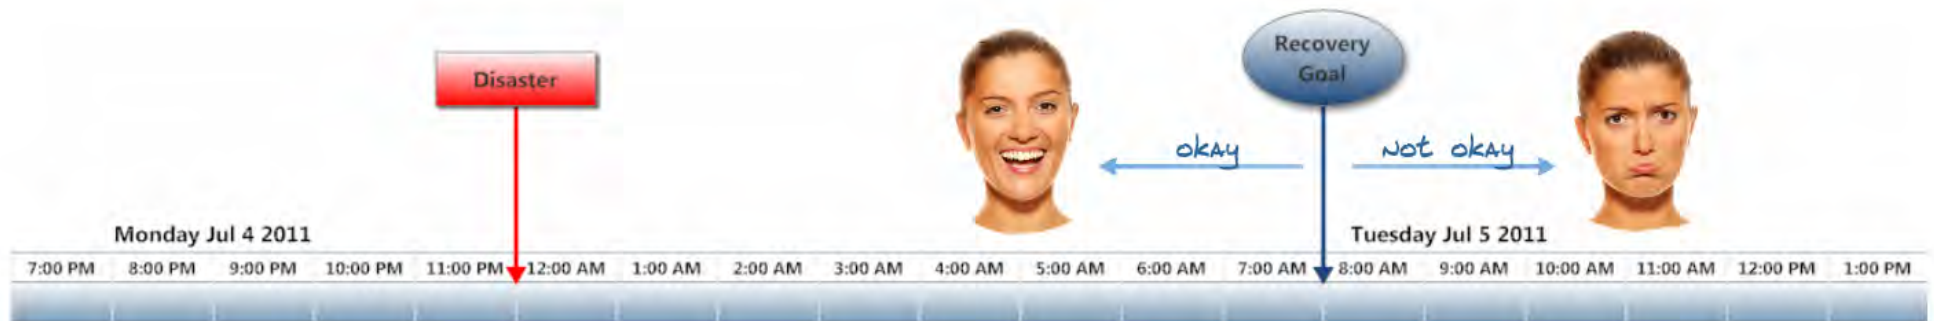 Disaster
Recovery
Goal
okay
Not okay
Monday Jul 4 2011
Tuesday Jul 5 2011
7:00 PM 8:00 PM 9:00 PM 10:00 PM 11:00 PM 12:00 AM 1:00 AM 2:00 AM 3:00 AM 4:00 AM 5:00 AM 6:00 AM 7:00 AM 8:00 AM 9:00 AM 10:00 AM 11:00 AM 12:00 PM 1:00 PM